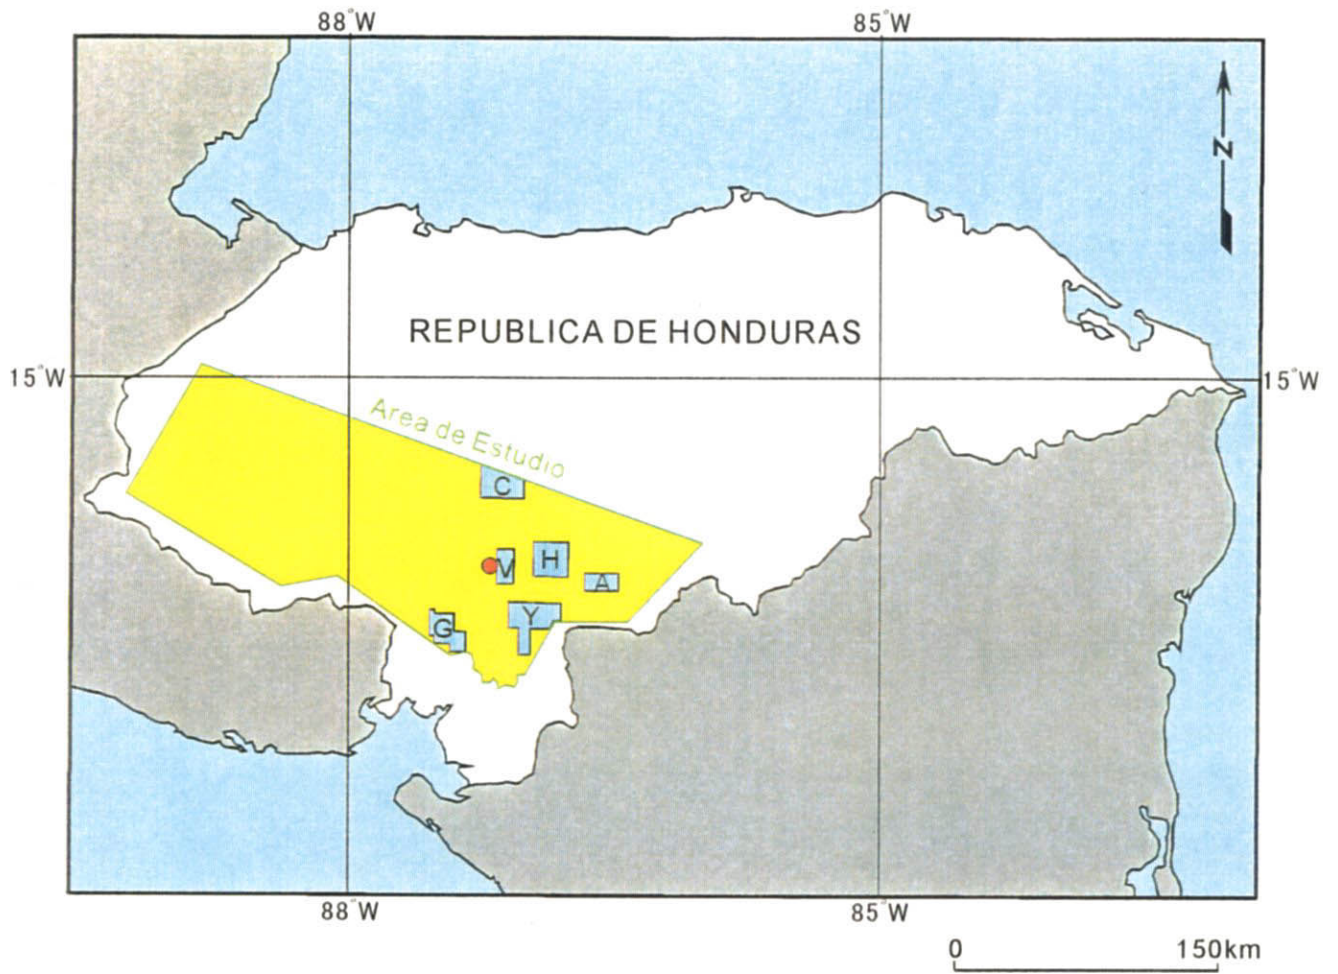 88°W 85°W
N
REPUBLICA DE HONDURAS
15°W 15°W
Area de Estudio
C
V H A
Y
G
88°W 85°W
0 150km